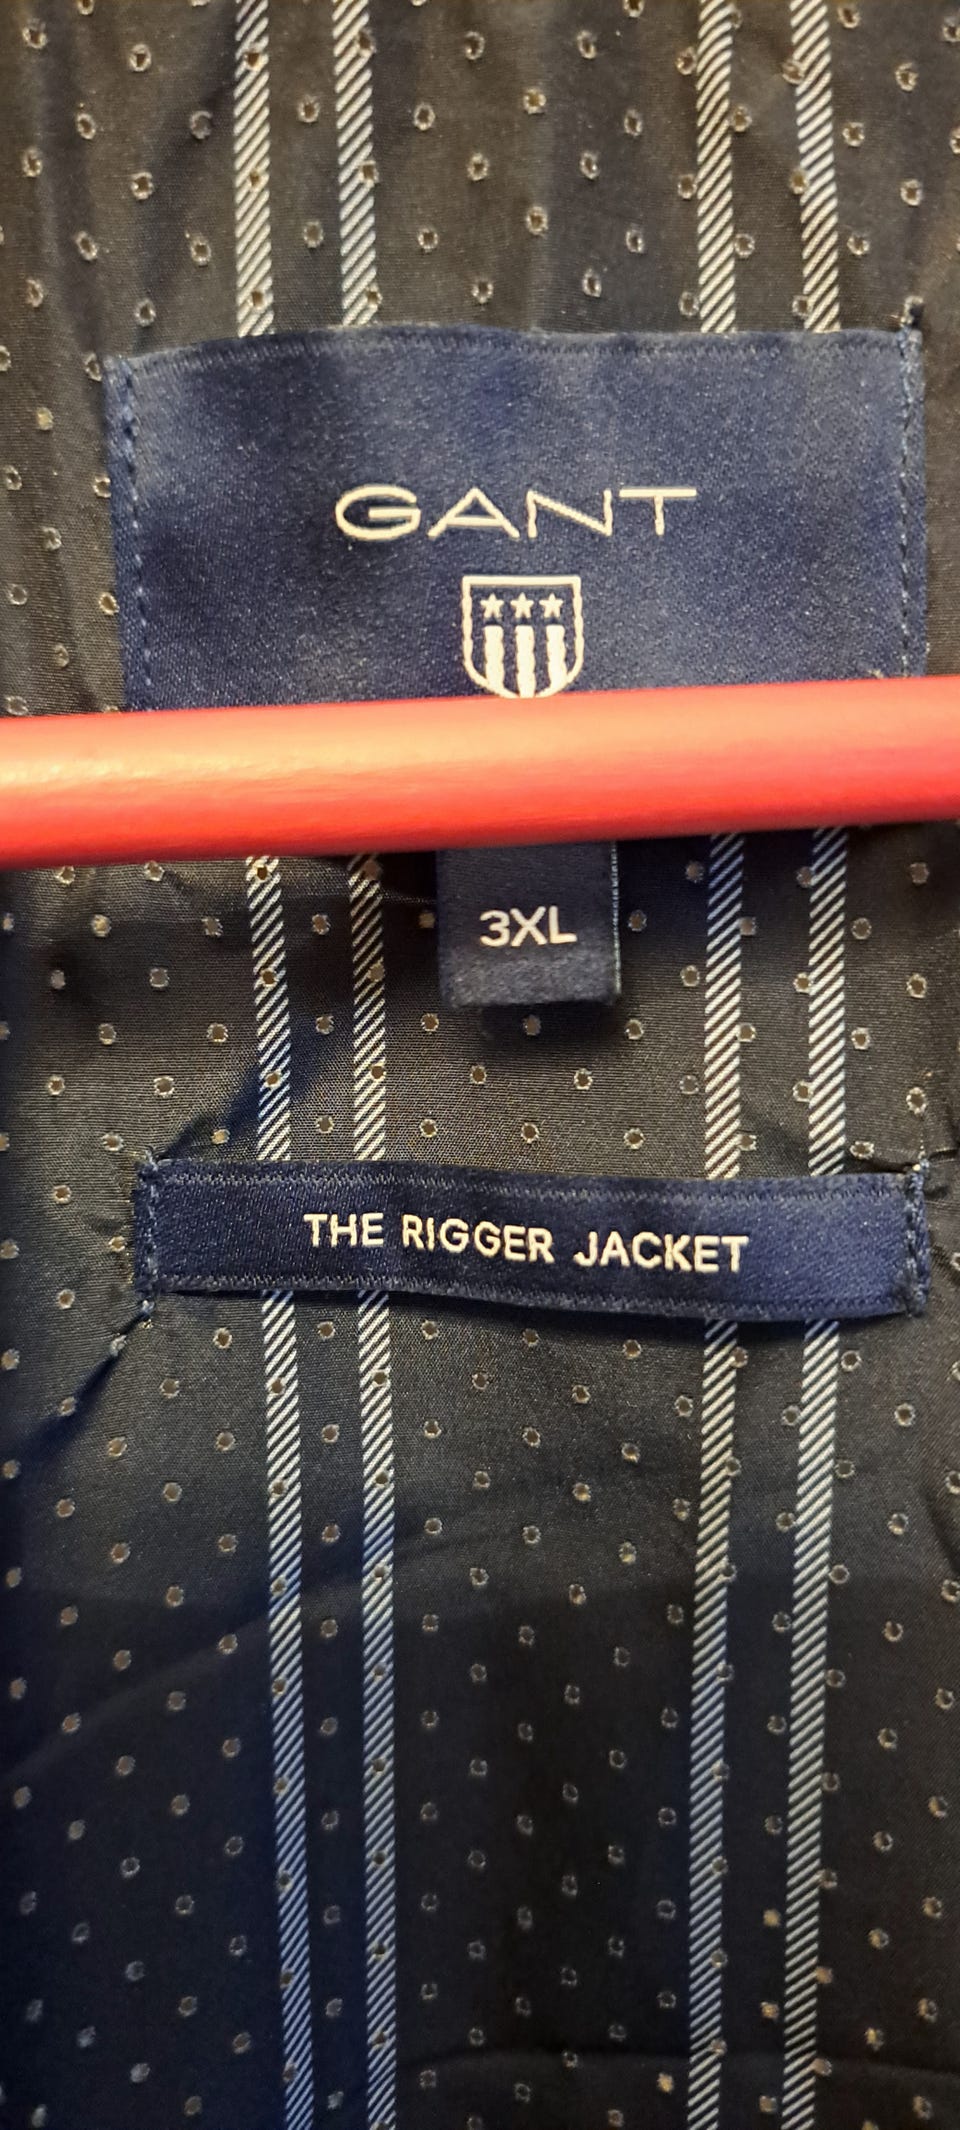 GANT
3XL
THE RIGGER JACKET